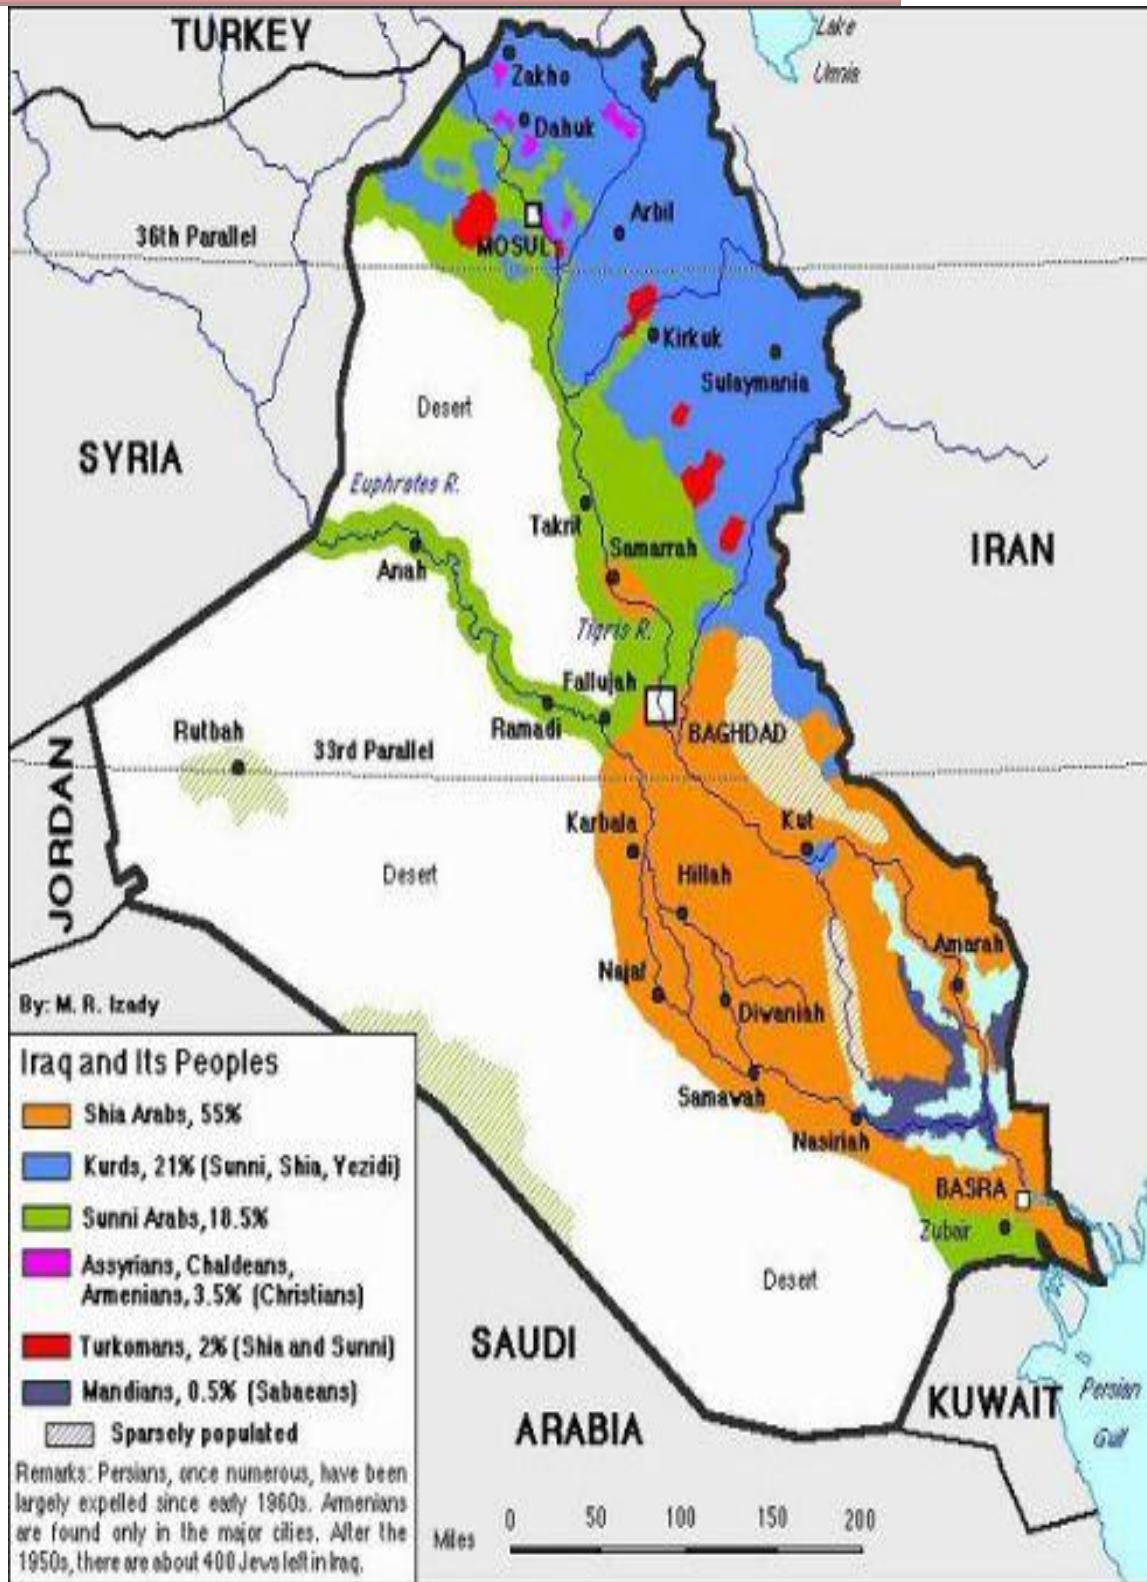 TURKEY
Lake
Urmia
Zakho
Dahuk
Arbil
36th Parallel
MOSUL
Kirkuk
Sulaymania
Desert
SYRIA
Euphrates R.
Takrit
Samarrah
IRAN
Anah
Tigris R.
Fallujah
Rutbah
Ramadi
BAGHDAD
33rd Parallel
JORDAN
Karbala
Kut
Desert
Hillah
Amarah
Najaf
Diwaniah
By: M. R. Izady
Samawah
Nasiriah
BASRA
Zubair
Desert
SAUDI
ARABIA
KUWAIT
Persian
Gulf
Iraq and Its Peoples
Shia Arabs, 55%
Kurds, 21% (Sunni, Shia, Yezidi)
Sunni Arabs, 18.5%
Assyrians, Chaldeans,
Armenians, 3.5% (Christians)
Turkomans, 2% (Shia and Sunni)
Mandians, 0.5% (Sabaeans)
Sparsely populated
Remarks: Persians, once numerous, have been
largely expelled since early 1960s. Armenians
are found only in the major cities. After the
1950s, there are about 400 Jews left in Iraq.
Miles
0 50 100 150 200